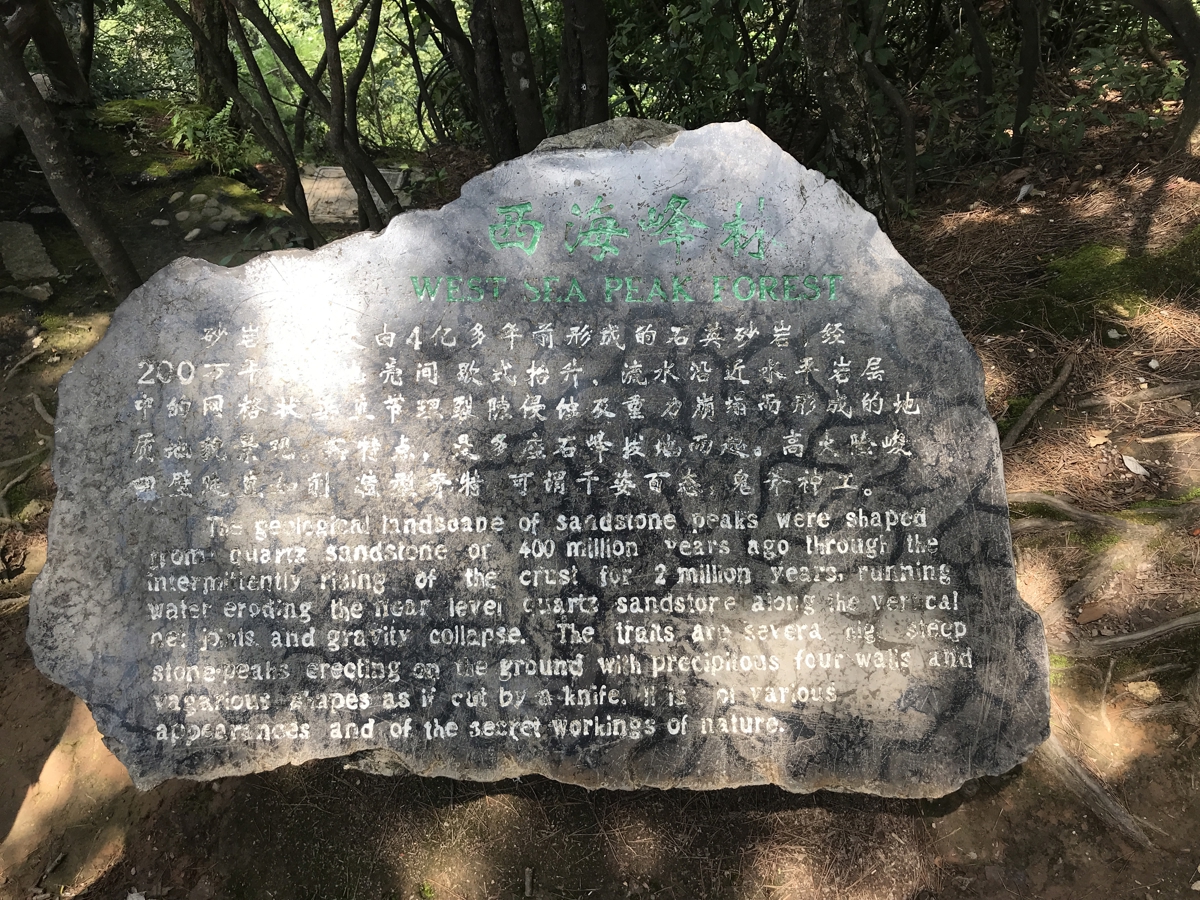 西海峰林
WEST SEA PEAK FOREST
砂岩 由4亿多年前形成的石英砂岩,经
200万 亮间歇式抬升、流水沿近水平岩层
中的网格状 节理裂隙侵蚀及重力崩塌而形成的地
质地貌景观。 特点,是多座石峰拔地而起。高大险峻
四壁 造型奇特 可谓千姿百态,鬼斧神工。
The geological landscape of sandstone peaks were shaped
from quartz sandstone or 400 million years ago through the
intermittently rising of the crust for 2 million years, running
water eroding the near level quartz sandstone along the vertical
net joints and gravity collapse. The traits are steep
stone peaks erecting on the ground with precipitous four walls and
vagarious shapes as if cut by a knife. It is of various
appearances and of the secret workings of nature.